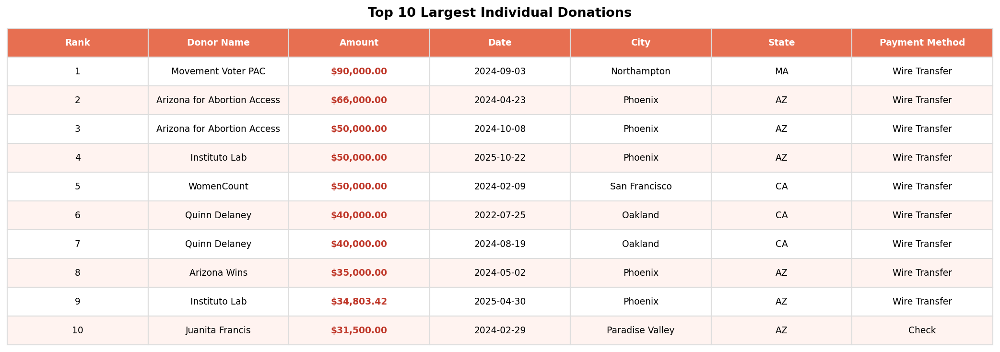 Top 10 Largest Individual Donations
Rank Donor Name Amount Date City State Payment Method
1 Movement Voter PAC $90,000.00 2024-09-03 Northampton MA Wire Transfer
2 Arizona for Abortion Access $66,000.00 2024-04-23 Phoenix AZ Wire Transfer
3 Arizona for Abortion Access $50,000.00 2024-10-08 Phoenix AZ Wire Transfer
4 Instituto Lab $50,000.00 2025-10-22 Phoenix AZ Wire Transfer
5 WomenCount $50,000.00 2024-02-09 San Francisco CA Wire Transfer
6 Quinn Delaney $40,000.00 2022-07-25 Oakland CA Wire Transfer
7 Quinn Delaney $40,000.00 2024-08-19 Oakland CA Wire Transfer
8 Arizona Wins $35,000.00 2024-05-02 Phoenix AZ Wire Transfer
9 Instituto Lab $34,803.42 2025-04-30 Phoenix AZ Wire Transfer
10 Juanita Francis $31,500.00 2024-02-29 Paradise Valley AZ Check